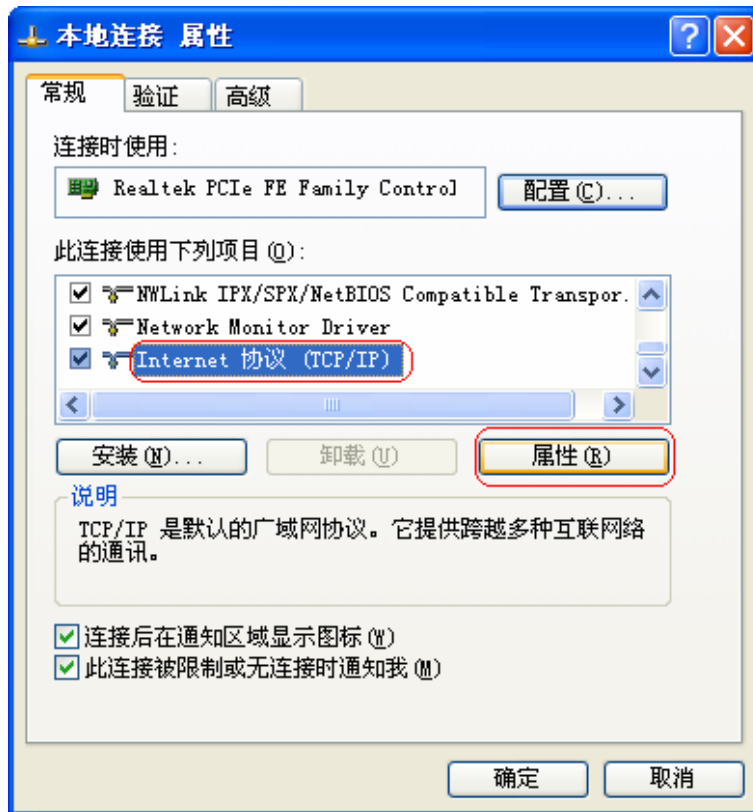 本地连接 属性
常规 验证 高级
连接时使用:
Realtek PCIe FE Family Control
配置(C)...
此连接使用下列项目(O):
NWLink IPX/SPX/NetBIOS Compatible Transpor.
Network Monitor Driver
Internet 协议 (TCP/IP)
安装(N)... 卸载(U) 属性(R)
说明
TCP/IP 是默认的广域网协议。它提供跨越多种互联网络
的通讯。
连接后在通知区域显示图标(W)
此连接被限制或无连接时通知我(M)
确定 取消